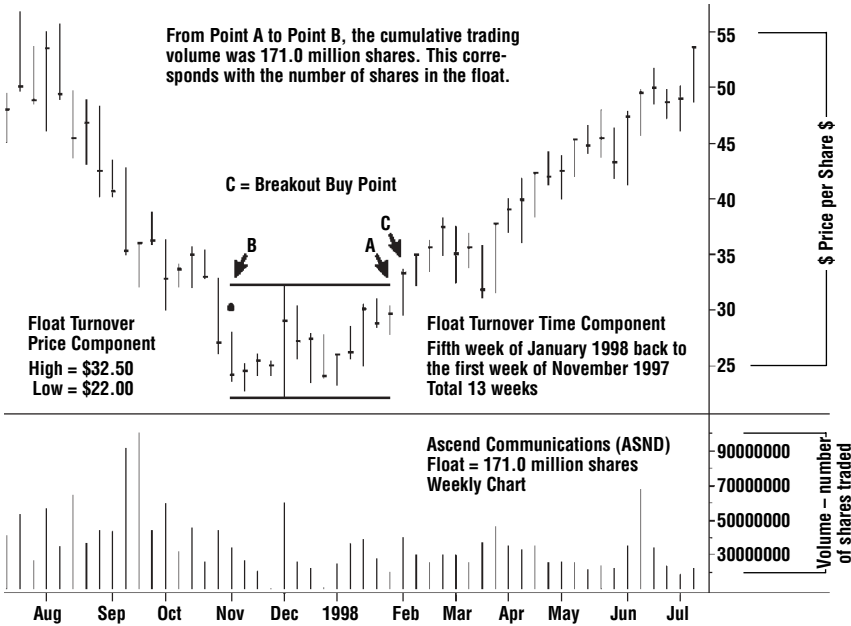 From Point A to Point B, the cumulative trading
volume was 171.0 million shares. This corre-
sponds with the number of shares in the float.
C = Breakout Buy Point
C
B
A
Float Turnover
Price Component
High = $32.50
Low = $22.00
Float Turnover Time Component
Fifth week of January 1998 back to
the first week of November 1997
Total 13 weeks
55
50
45
40
35
30
25
$ Price per Share $
Ascend Communications (ASND)
Float = 171.0 million shares
Weekly Chart
90000000
70000000
50000000
30000000
Volume – number
of shares traded
Aug Sep Oct Nov Dec 1998 Feb Mar Apr May Jun Jul